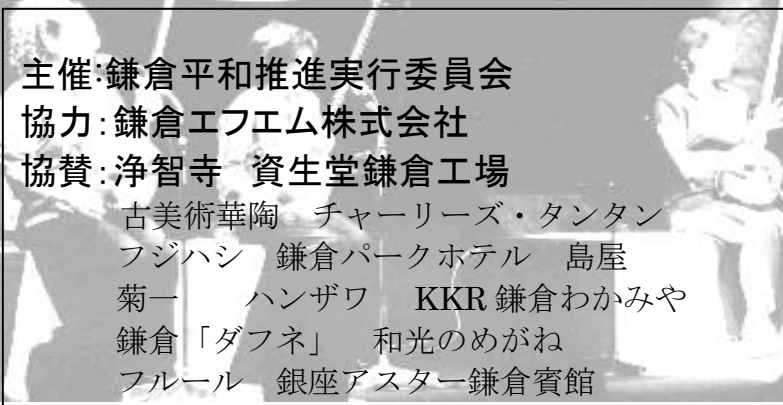 主催:鎌倉平和推進実行委員会
協力:鎌倉エフエム株式会社
協賛:浄智寺　資生堂鎌倉工場
古美術華陶　チャーリーズ・タンタン
フジハシ　鎌倉パークホテル　島屋
菊一　　ハンザワ　KKR 鎌倉わかみや
鎌倉「ダフネ」　和光のめがね
フルール　銀座アスター鎌倉賓館